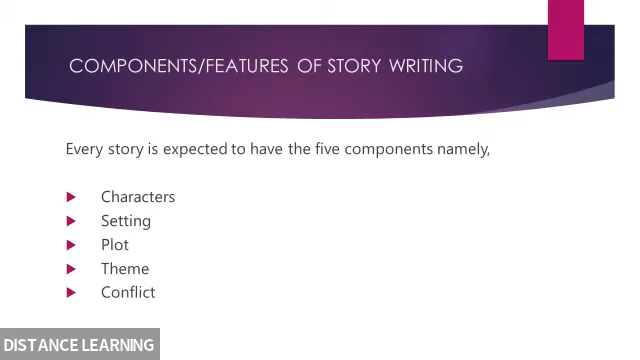 COMPONENTS/FEATURES OF STORY WRITING
Every story is expected to have the five components namely,
Characters
Setting
Plot
Theme
Conflict
DISTANCE LEARNING